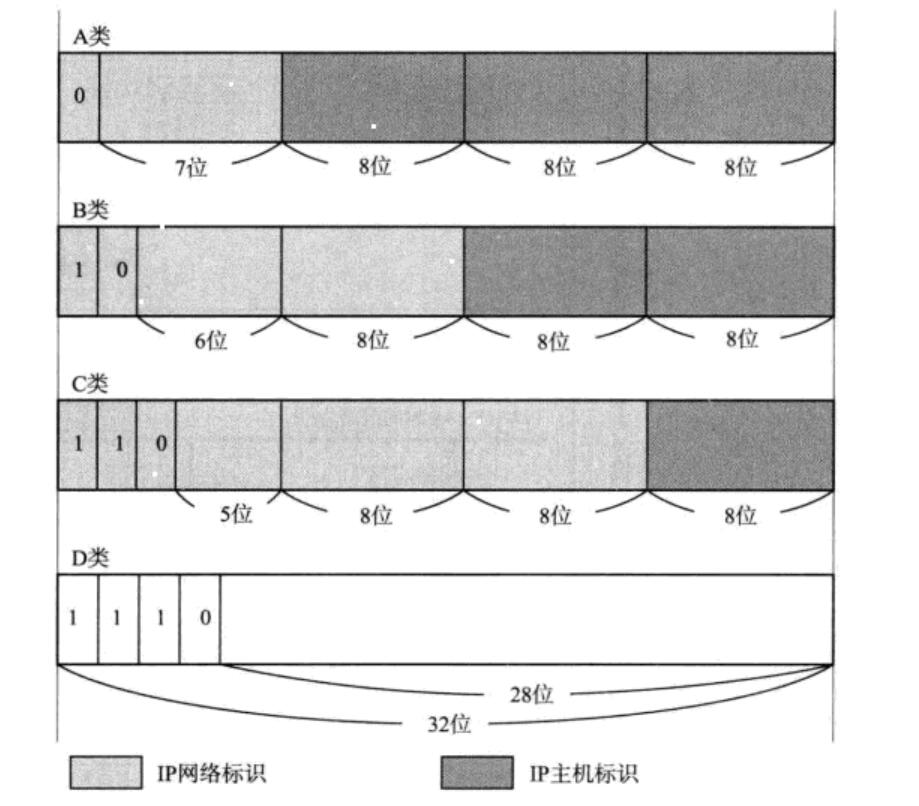 A类
0
7位 8位 8位 8位
B类
1 0
6位 8位 8位 8位
C类
1 1 0
5位 8位 8位 8位
D类
1 1 1 0
28位
32位
IP网络标识 IP主机标识